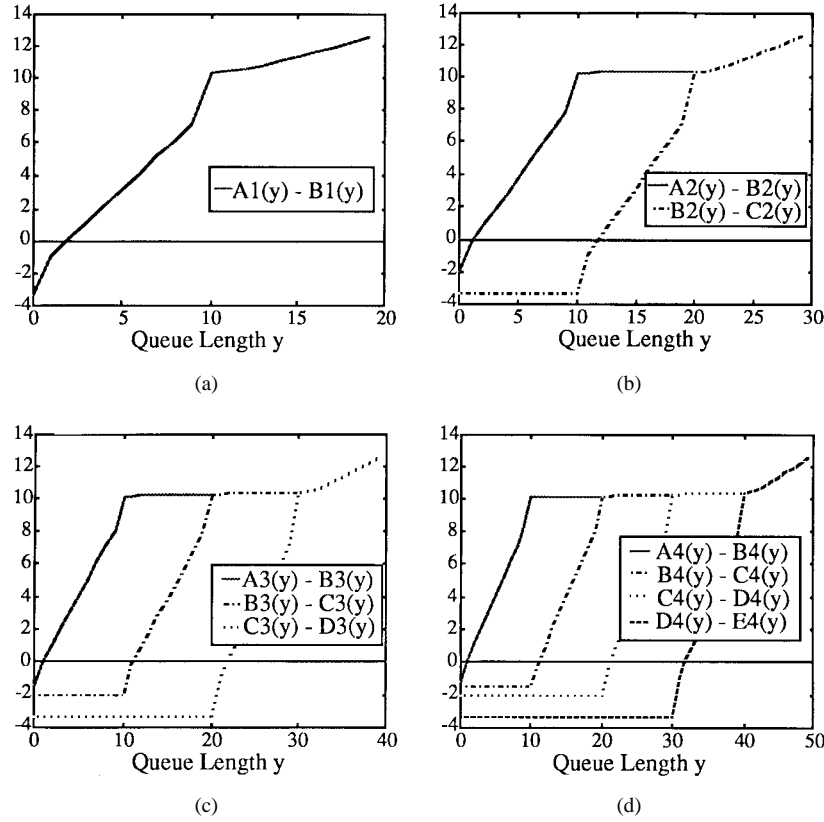 14
12
10
8
6
4
2
0
-2
-4
0 5 10 15 20
Queue Length y
A1(y) - B1(y)
(a)
14
12
10
8
6
4
2
0
-2
-4
0 5 10 15 20 25 30
Queue Length y
A2(y) - B2(y)
B2(y) - C2(y)
(b)
14
12
10
8
6
4
2
0
-2
-4
0 10 20 30 40
Queue Length y
A3(y) - B3(y)
B3(y) - C3(y)
C3(y) - D3(y)
(c)
14
12
10
8
6
4
2
0
-2
-4
0 10 20 30 40 50
Queue Length y
A4(y) - B4(y)
B4(y) - C4(y)
C4(y) - D4(y)
D4(y) - E4(y)
(d)